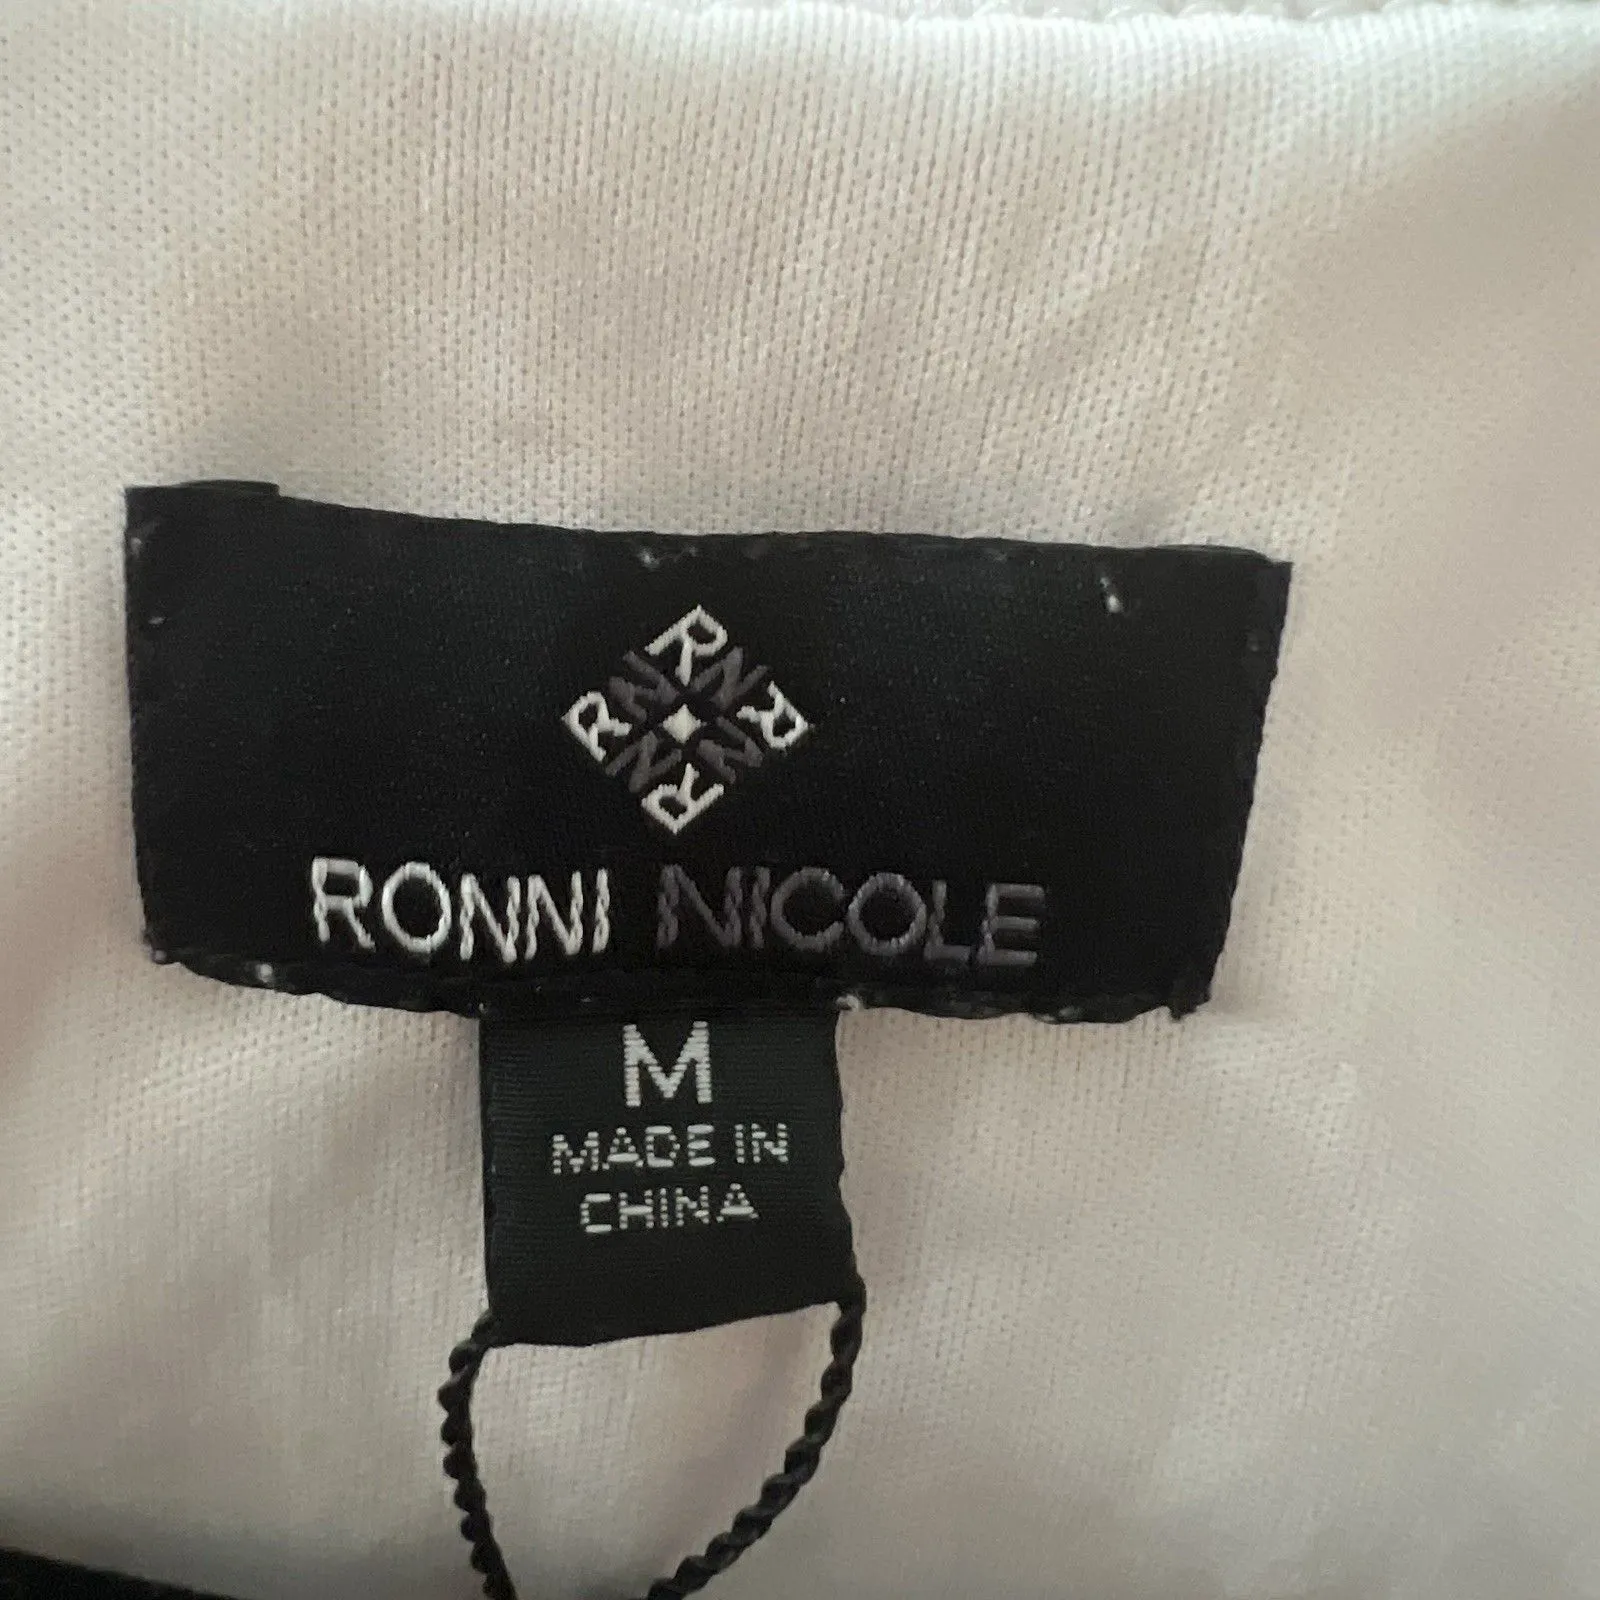 R N R
N N
R N R
RONNI NICOLE
M
MADE IN
CHINA